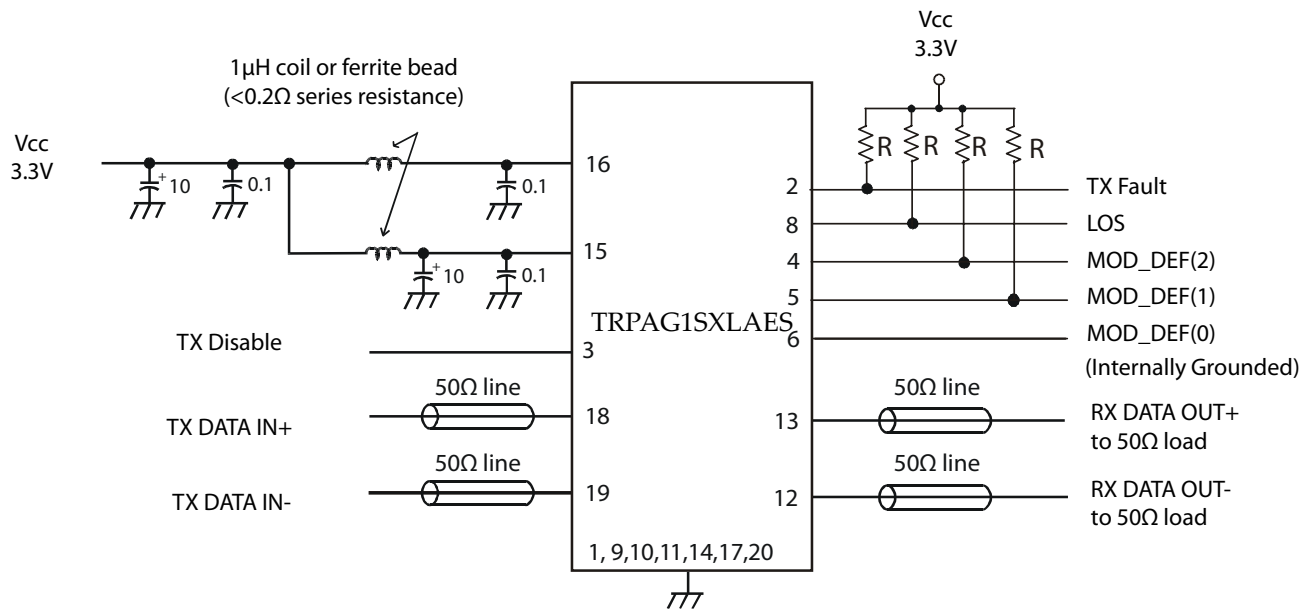 Vcc
3.3V
1µH coil or ferrite bead
(<0.2Ω series resistance)
Vcc
3.3V
+
10
0.1
0.1
16
+
10
0.1
15
TX Disable
3
50Ω line
TX DATA IN+
18
50Ω line
TX DATA IN-
19
TRPAG1SXLAES
1, 9,10,11,14,17,20
R
R
R
R
2
TX Fault
8
LOS
4
MOD_DEF(2)
5
MOD_DEF(1)
6
MOD_DEF(0)
(Internally Grounded)
50Ω line
13
RX DATA OUT+
to 50Ω load
50Ω line
12
RX DATA OUT-
to 50Ω load